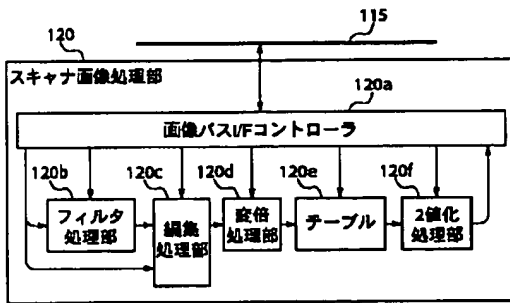 120
115
スキャナ画像処理部
120a
画像バスI/Fコントローラ
120b
120c
120d
120e
120f
フィルタ
処理部
編集
処理部
変倍
処理部
テーブル
2値化
処理部